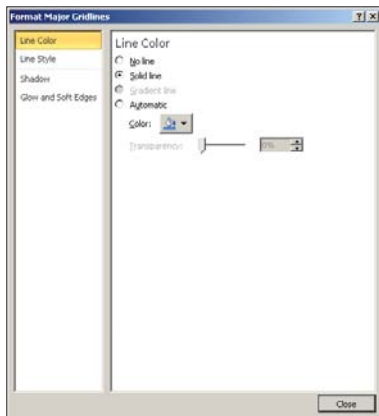 Format Major Gridlines
Line Color
Line Style
Shadow
Glow and Soft Edges
Line Color
No line
Solid line
Gradient line
Automatic
Color:
Transparency:
0%
Close